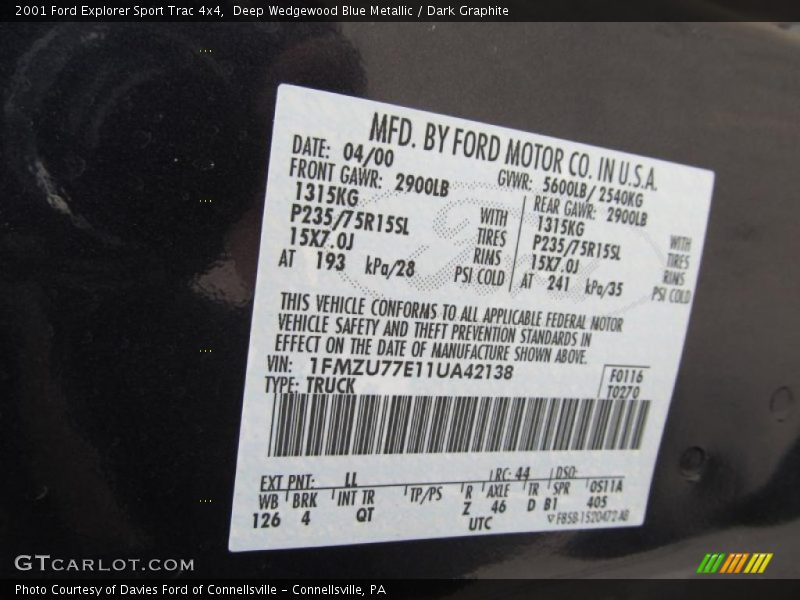 2001 Ford Explorer Sport Trac 4x4,  Deep Wedgewood Blue Metallic / Dark Graphite
MFD. BY FORD MOTOR CO. IN U.S.A.
DATE: 04/00 GVWR: 5600LB/ 2540KG
FRONT GAWR: 2900LB REAR GAWR: 2900LB
1315KG WITH 1315KG WITH
P235/75R15SL TIRES P235/75R15SL TIRES
15X7.0J RIMS 15X7.0J RIMS
AT 193 kPa/28 PSI COLD AT 241 kPa/35 PSI COLD
THIS VEHICLE CONFORMS TO ALL APPLICABLE FEDERAL MOTOR
VEHICLE SAFETY AND THEFT PREVENTION STANDARDS IN
EFFECT ON THE DATE OF MANUFACTURE SHOWN ABOVE.
VIN: 1FMZU77E11UA42138 F0116
TYPE: TRUCK T0270
EXT PNT: LL RC: 44 DSO:
WB BRK INT TR TP/PS R AXLE TR SPR OS11A
126 4 QT Z 46 D B1 405
UTC F85B-1520472-AB
GTCARLOT.COM
Photo Courtesy of Davies Ford of Connellsville – Connellsville, PA